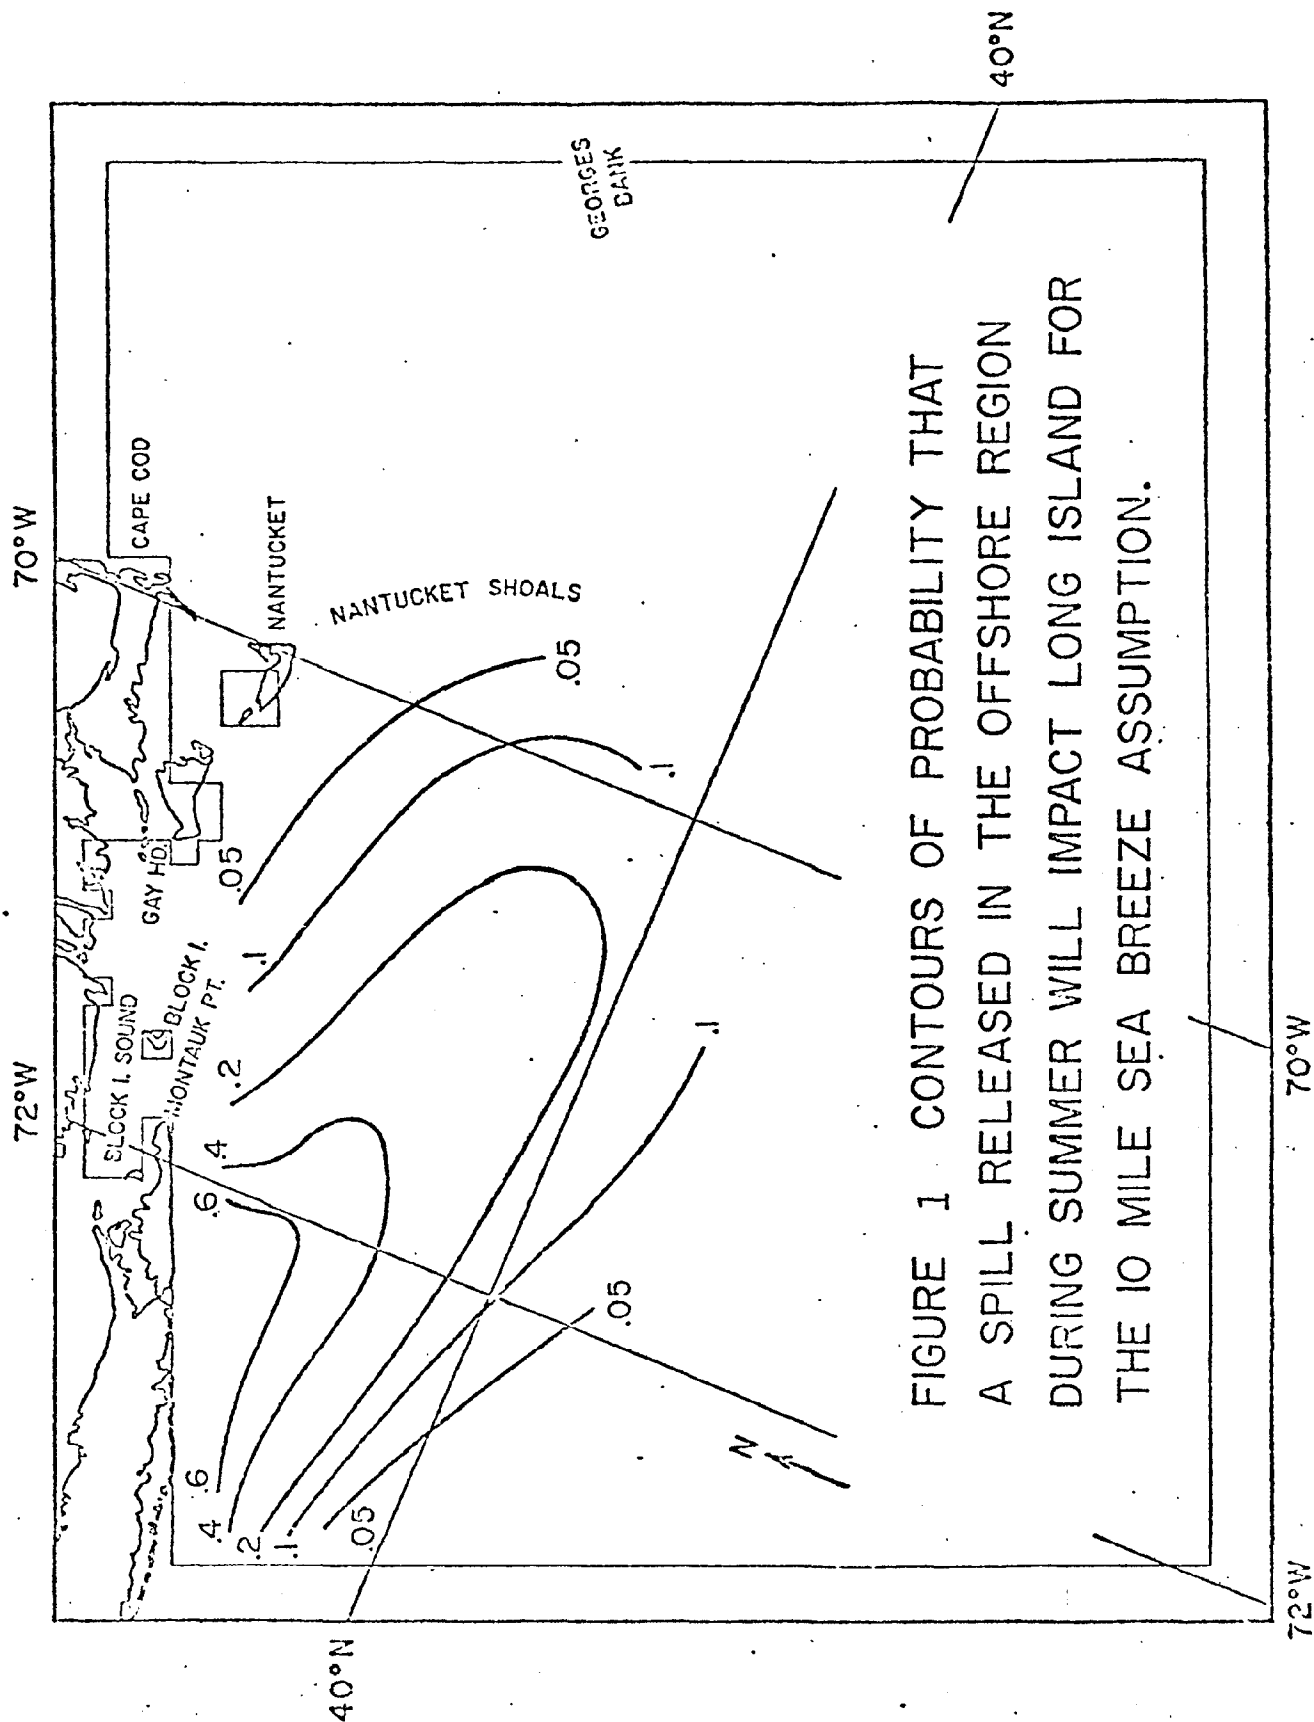 72°W
70°W
BLOCK I. SOUND
BLOCK I.
MONTAUK PT.
GAY HD.
CAPE COD
NANTUCKET
NANTUCKET SHOALS
GEORGES
BANK
.6
.4
.2
.1
.05
.05
.1
.6
.4
.2
.1
.05
.05
.1
40°N
40°N
N
FIGURE 1 CONTOURS OF PROBABILITY THAT
A SPILL RELEASED IN THE OFFSHORE REGION
DURING SUMMER WILL IMPACT LONG ISLAND FOR
THE 10 MILE SEA BREEZE ASSUMPTION.
72°W
70°W